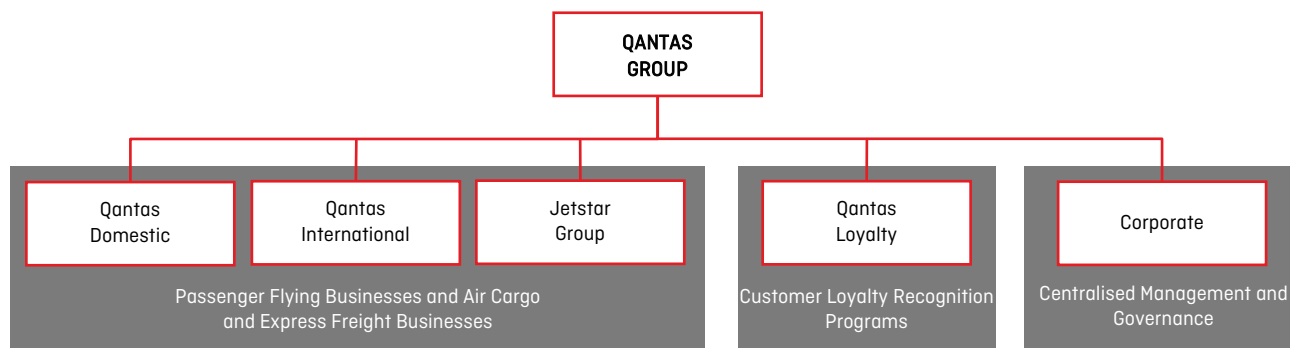 QANTAS
GROUP
Qantas
Domestic
Qantas
International
Jetstar
Group
Qantas
Loyalty
Corporate
Passenger Flying Businesses and Air Cargo
and Express Freight Businesses
Customer Loyalty Recognition
Programs
Centralised Management and
Governance